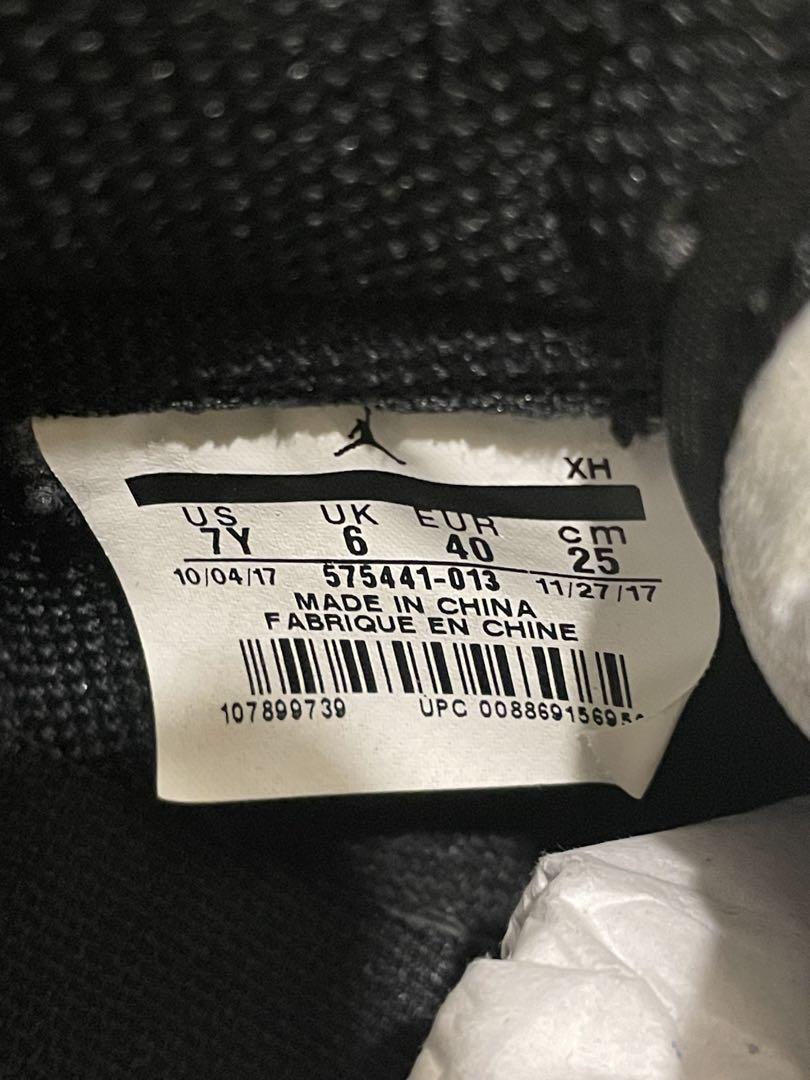 XH
US UK EUR cm
7Y 6 40 25
10/04/17 575441-013 11/27/17
MADE IN CHINA
FABRIQUE EN CHINE
107899739 UPC